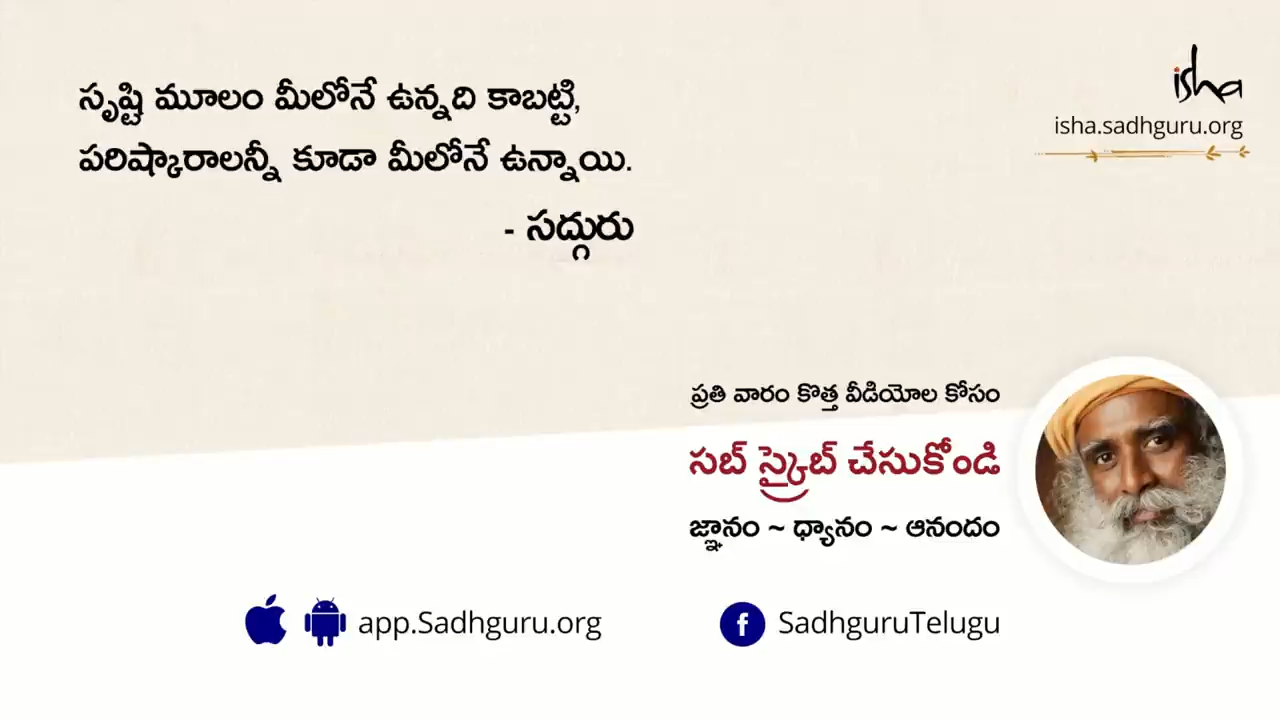 సృష్టి మూలం మీలోనే ఉన్నది కాబట్టి,
పరిష్కారాలన్నీ కూడా మీలోనే ఉన్నాయి.
- సద్గురు
isha
isha.sadhguru.org
ప్రతి వారం కొత్త వీడియోల కోసం
సబ్ స్క్రైబ్ చేసుకోండి
జ్ఞానం ~ ధ్యానం ~ ఆనందం
app.Sadhguru.org
f SadhguruTelugu